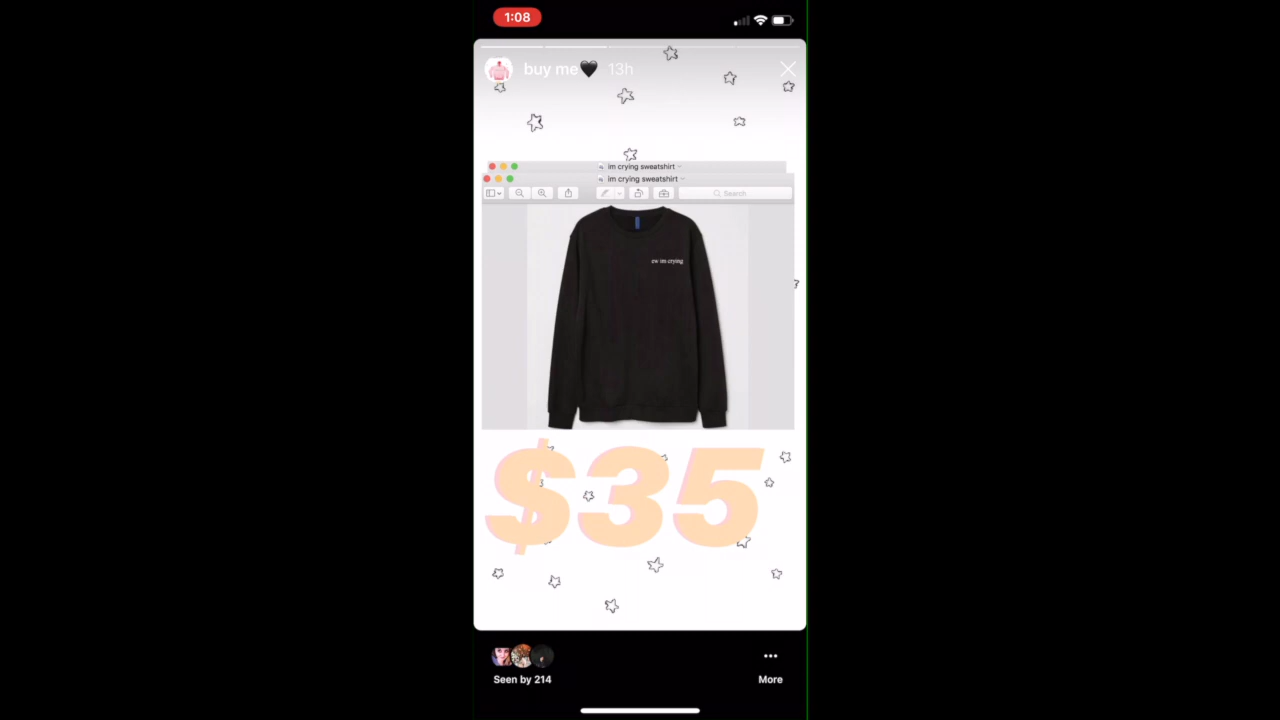 1:08
buy me🖤 13h
im crying sweatshirt
im crying sweatshirt
Search
ew im crying
$35
Seen by 214
More